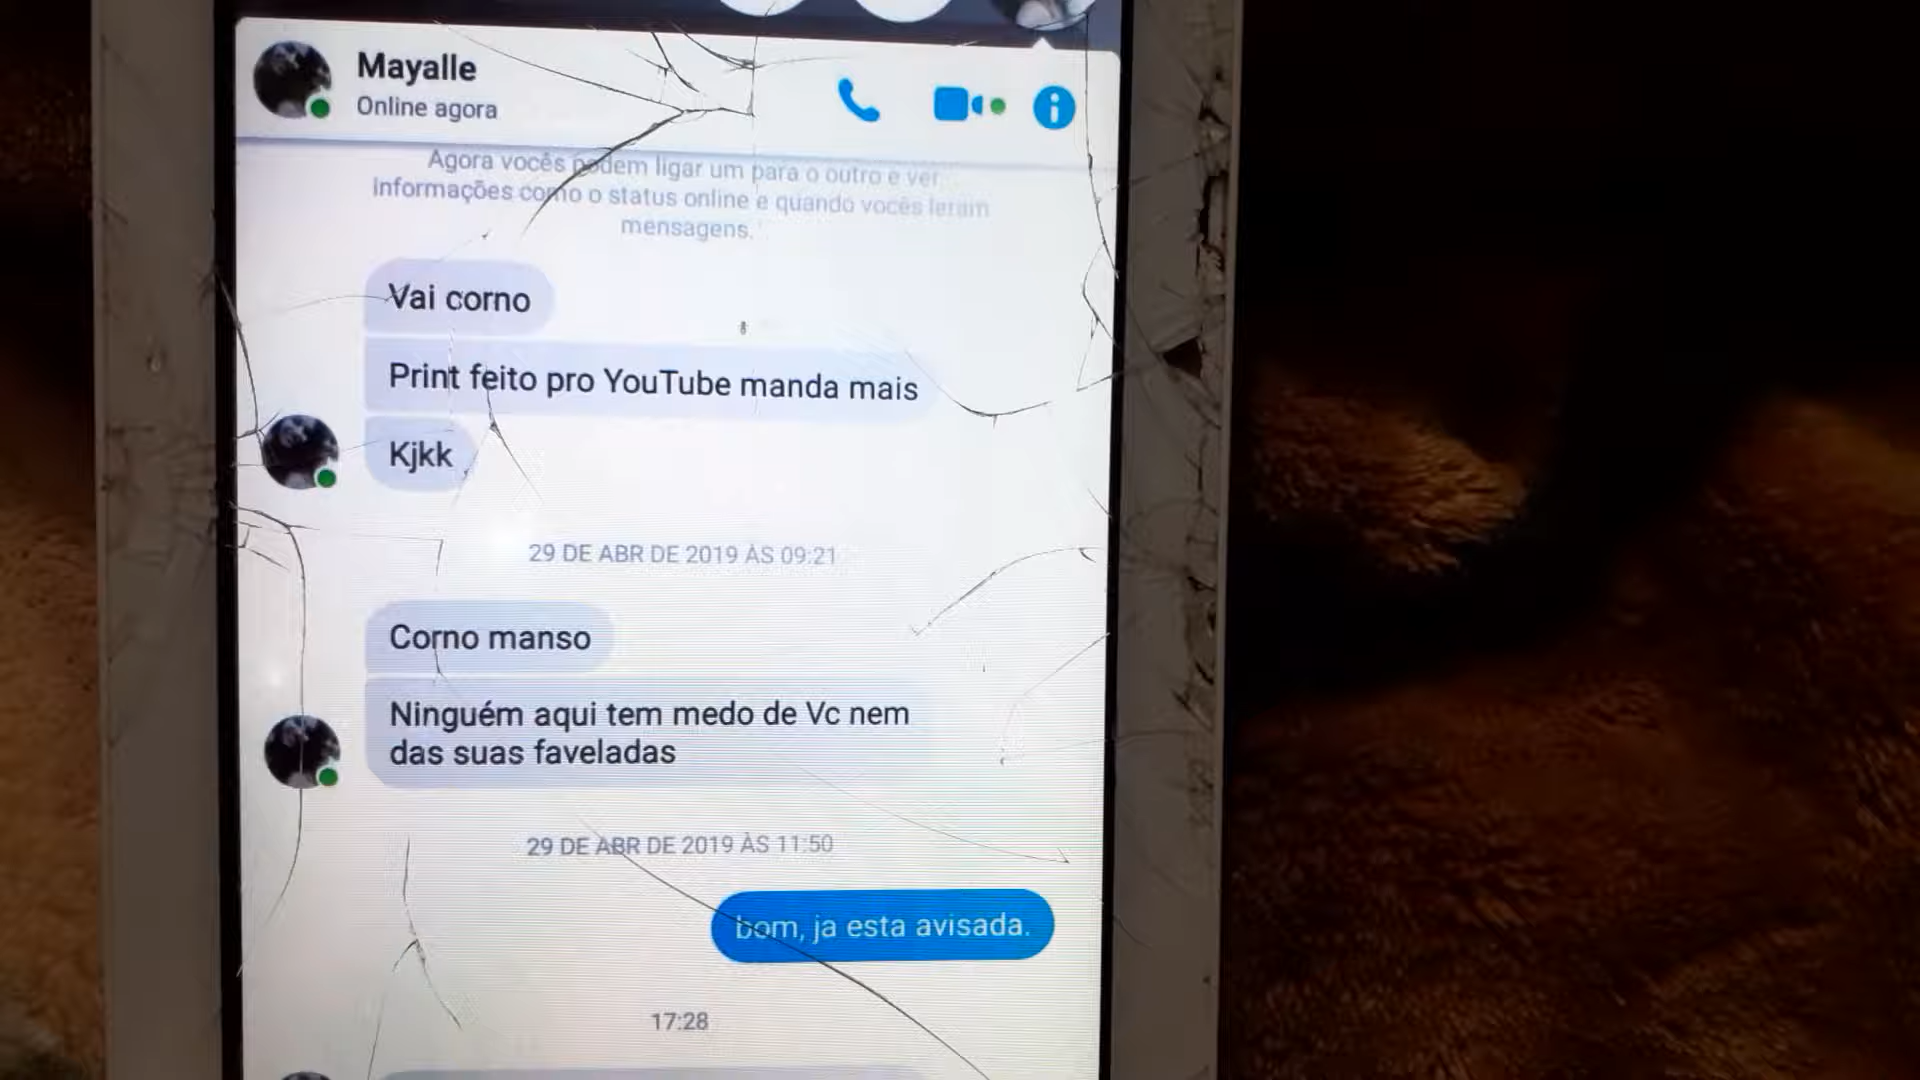 Mayalle
Online agora
Agora vocês podem ligar um para o outro e ver
informações como o status online e quando vocês leram
mensagens.
Vai corno
Print feito pro YouTube manda mais
Kjkk
29 DE ABR DE 2019 ÀS 09:21
Corno manso
Ninguém aqui tem medo de Vc nem
das suas faveladas
29 DE ABR DE 2019 ÀS 11:50
bom, ja esta avisada.
17:28